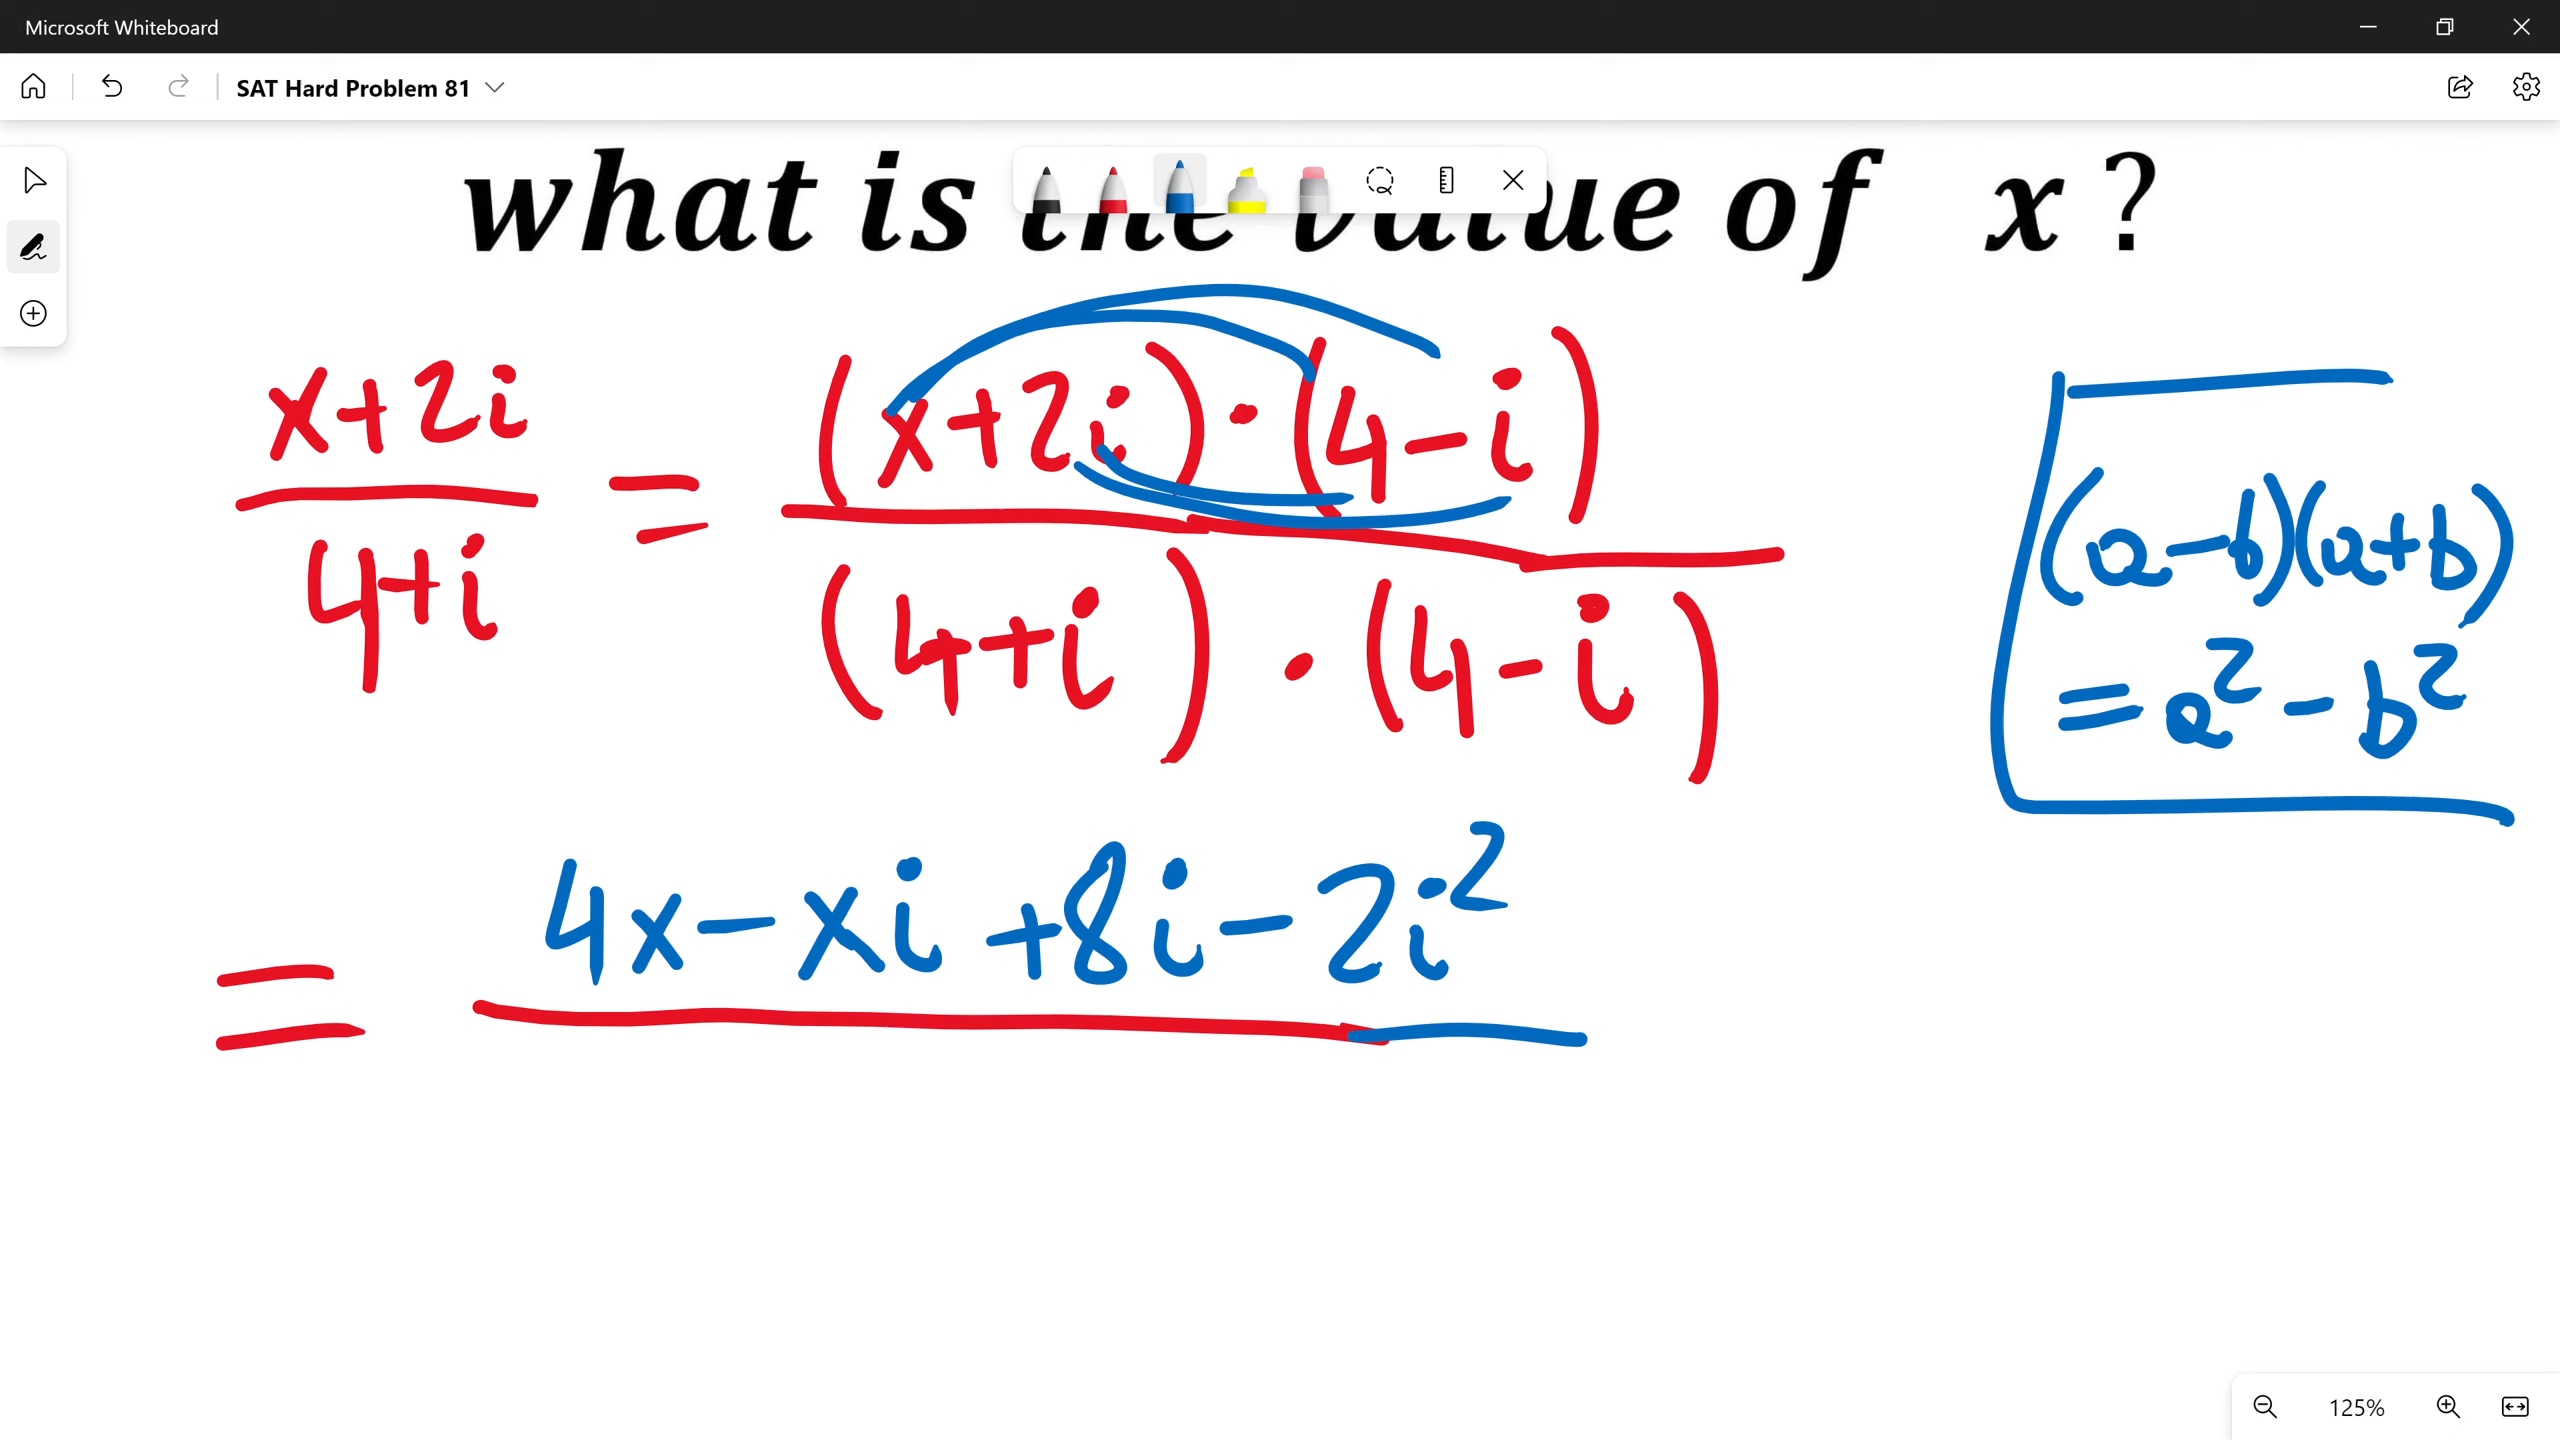 Microsoft Whiteboard
SAT Hard Problem 81
what is the value of x ?
x+2i
4+i
=
(x+2i)·(4-i)
(4+i)·(4-i)
(a-b)(a+b)
=a²-b²
=
4x-xi+8i-2i²
125%